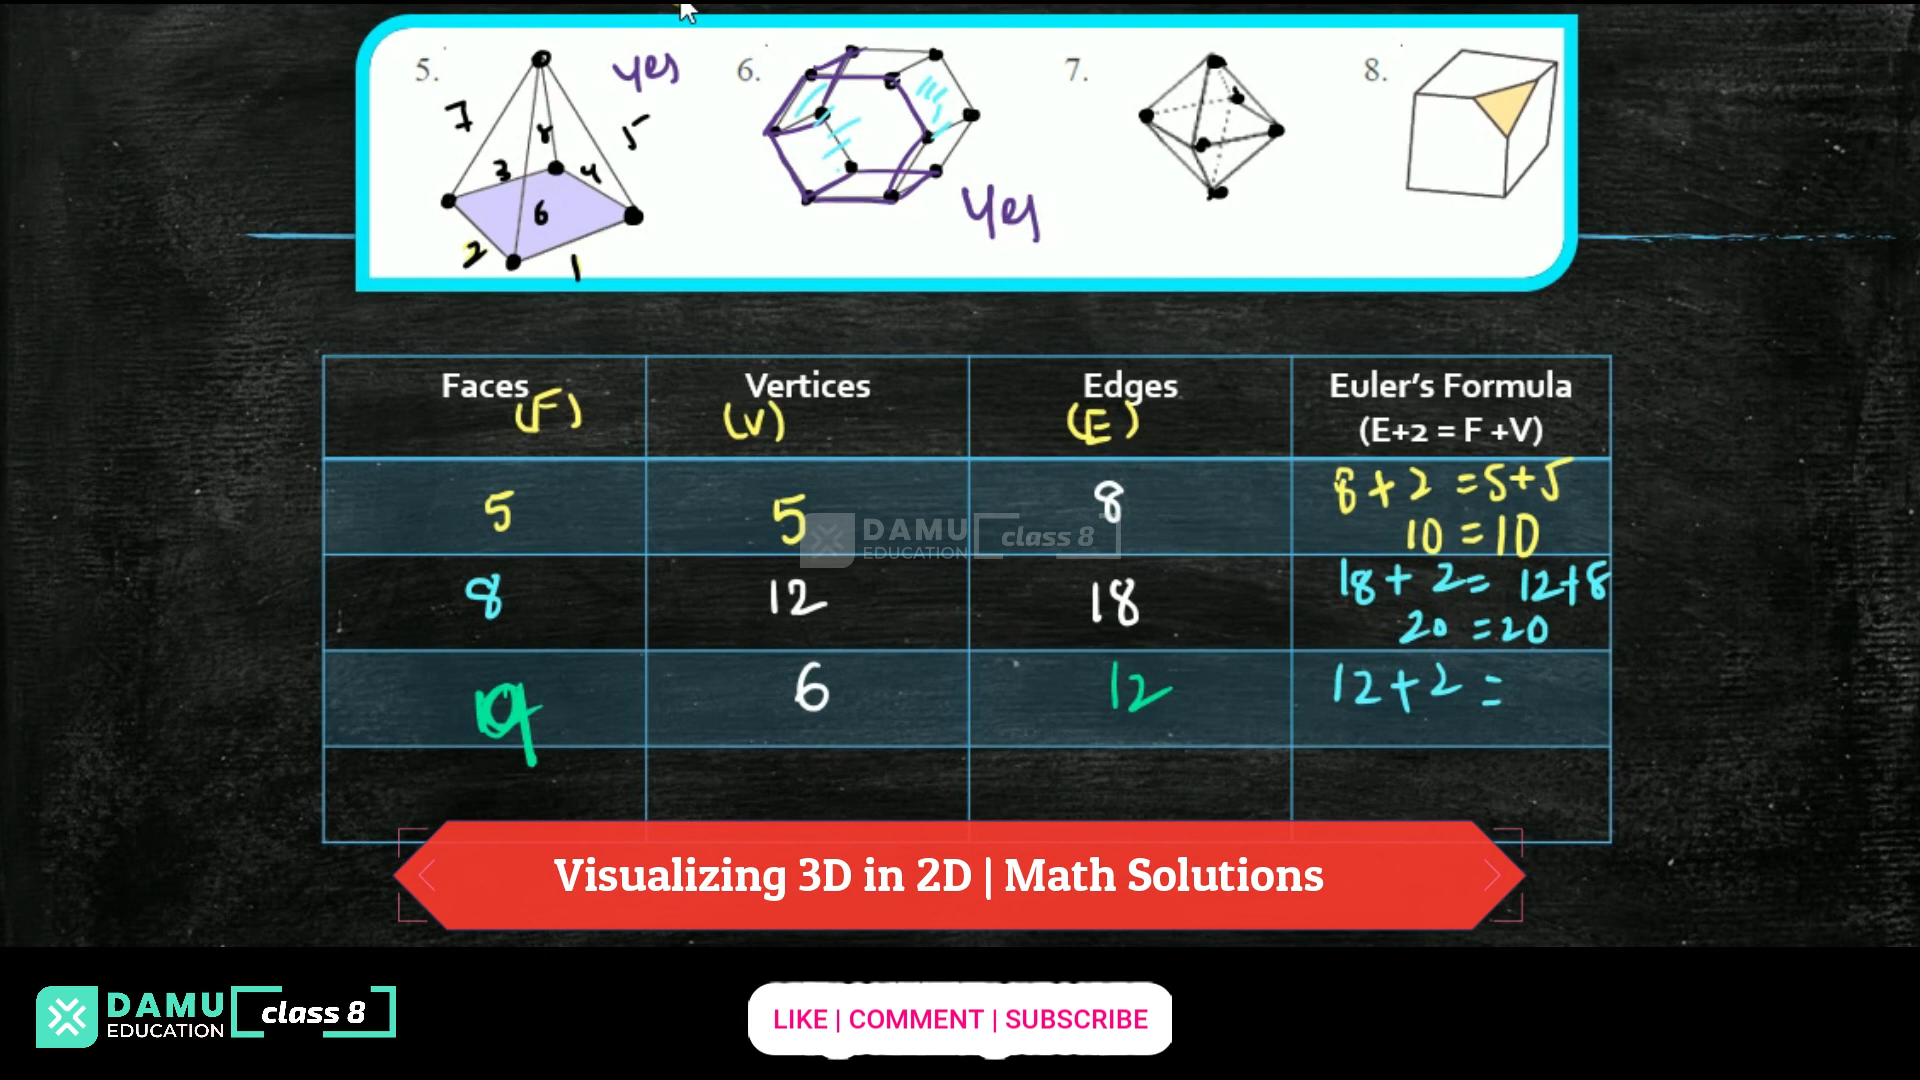 5.
yes
6.
7.
8.
7
8
5
3
4
6
2
1
Yes
Faces
(F)
Vertices
(V)
Edges
(E)
Euler's Formula
(E+2 = F +V)
5
5
8
8+2 =5+5
10 = 10
DAMU
EDUCATION
class 8
8
12
18
18+ 2= 12+8
20 =20
6
12
12+2 =
Visualizing 3D in 2D | Math Solutions
DAMU
EDUCATION
class 8
LIKE | COMMENT | SUBSCRIBE